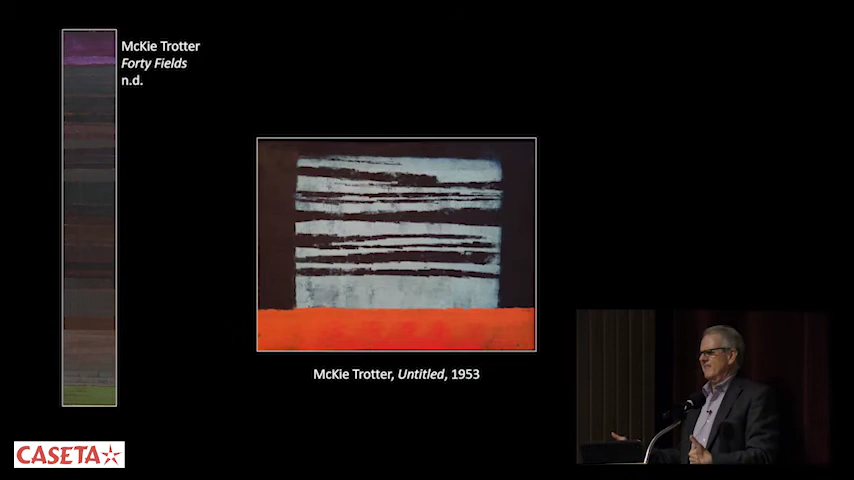 McKie Trotter
Forty Fields
n.d.
McKie Trotter, Untitled, 1953
CASETA